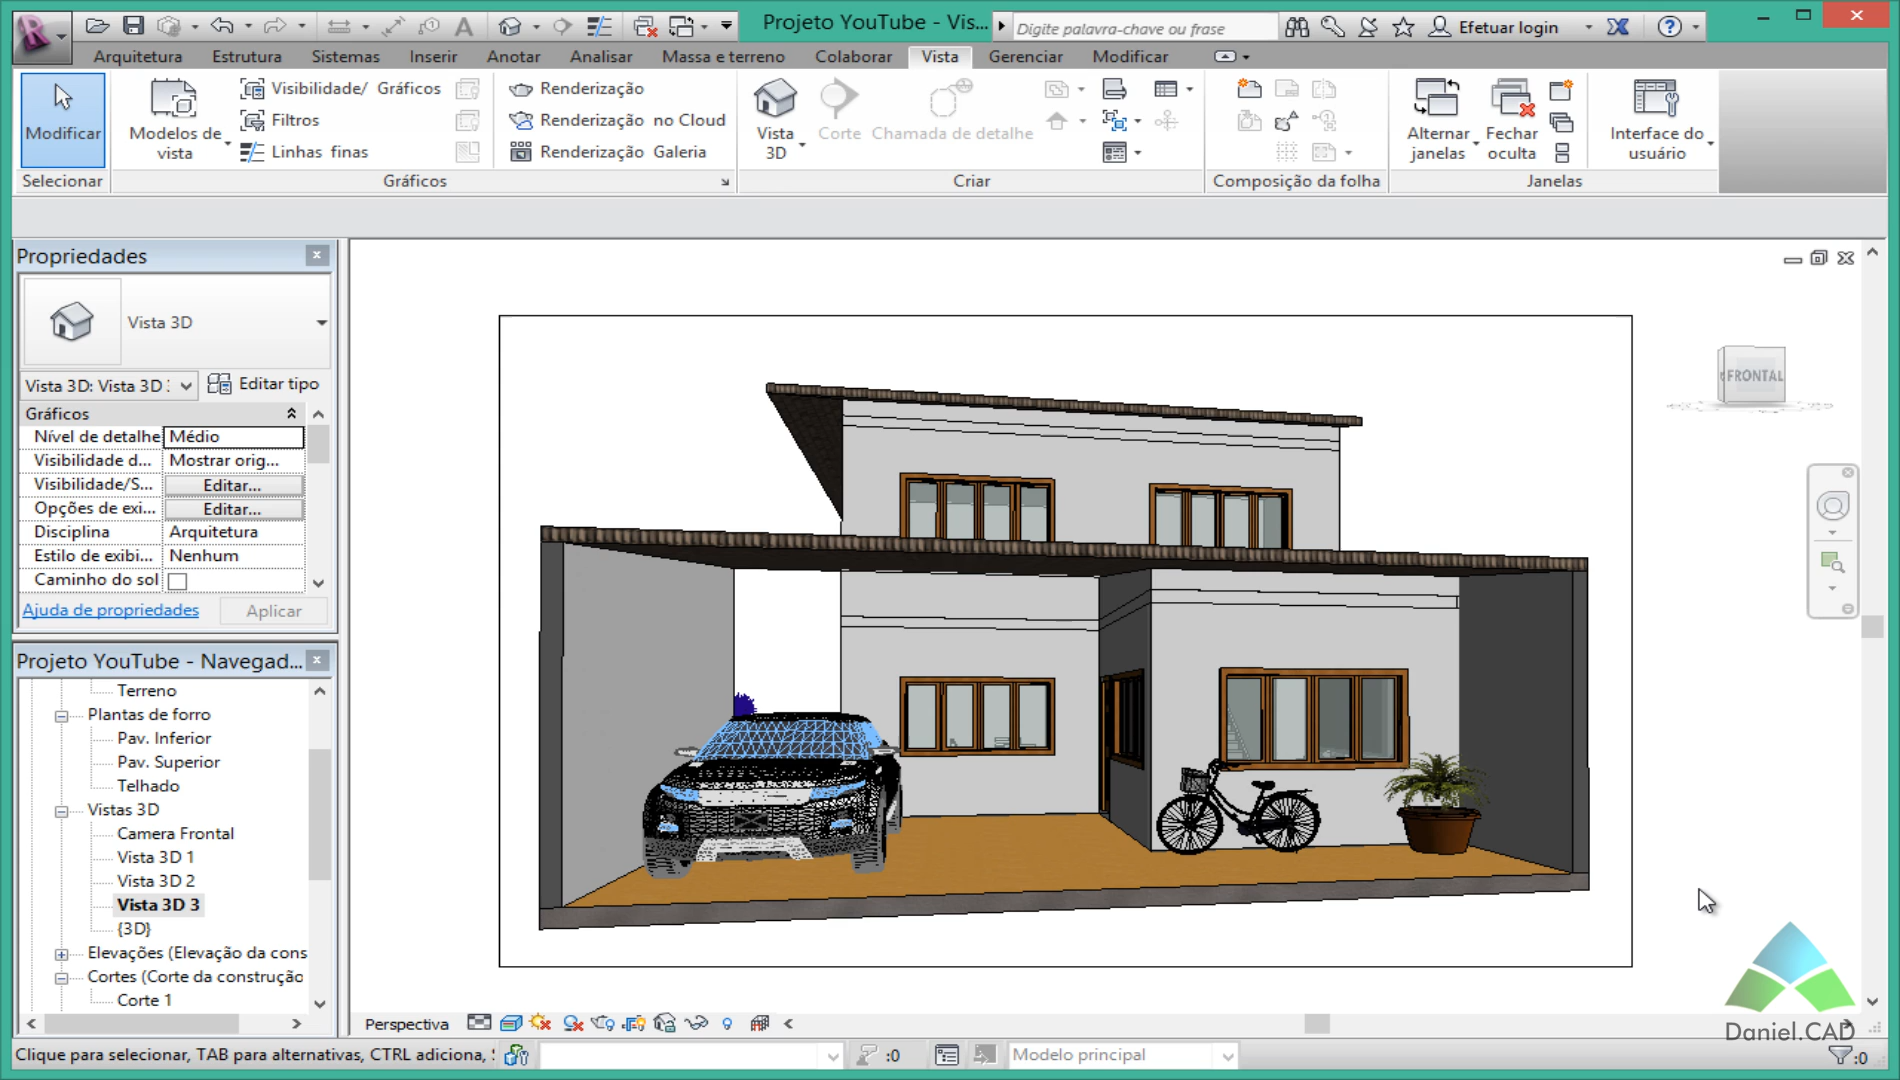 Projeto YouTube - Vis...
Digite palavra-chave ou frase
Efetuar login
Arquitetura Estrutura Sistemas Inserir Anotar Analisar Massa e terreno Colaborar Vista Gerenciar Modificar
Modificar
Modelos de vista
Visibilidade/ Gráficos
Filtros
Linhas finas
Renderização
Renderização no Cloud
Renderização Galeria
Vista 3D
Corte
Chamada de detalhe
Alternar janelas
Fechar oculta
Interface do usuário
Selecionar
Gráficos
Criar
Composição da folha
Janelas
Propriedades
Vista 3D
Vista 3D: Vista 3D :
Editar tipo
Gráficos
Nível de detalhe Médio
Visibilidade d... Mostrar orig...
Visibilidade/S... Editar...
Opções de exi... Editar...
Disciplina Arquitetura
Estilo de exibi... Nenhum
Caminho do sol
Ajuda de propriedades
Aplicar
Projeto YouTube - Navegad...
Terreno
Plantas de forro
Pav. Inferior
Pav. Superior
Telhado
Vistas 3D
Camera Frontal
Vista 3D 1
Vista 3D 2
Vista 3D 3
{3D}
Elevações (Elevação da cons
Cortes (Corte da construção
Corte 1
FRONTAL
Perspectiva
Daniel.CAD
Clique para selecionar, TAB para alternativas, CTRL adiciona, :
:0
Modelo principal
:0